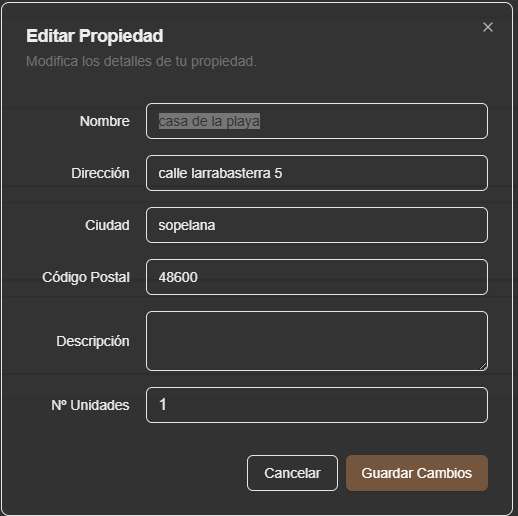 Editar Propiedad
Modifica los detalles de tu propiedad.
Nombre casa de la playa
Dirección calle larrabasterra 5
Ciudad sopelana
Código Postal 48600
Descripción
Nº Unidades 1
Cancelar Guardar Cambios